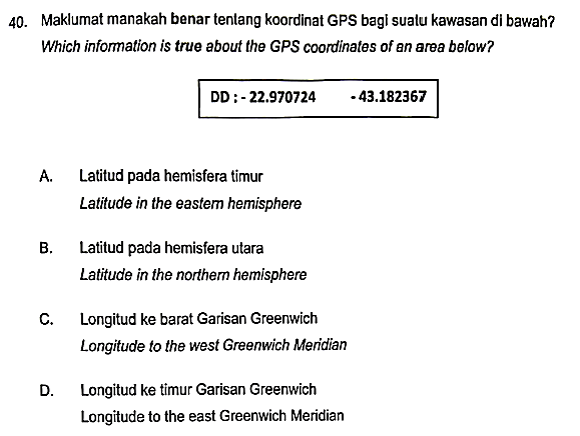 40. Maklumat manakah benar tentang koordinat GPS bagi suatu kawasan di bawah?
Which information is true about the GPS coordinates of an area below?
DD : - 22.970724 - 43.182367
A. Latitud pada hemisfera timur
Latitude in the eastern hemisphere
B. Latitud pada hemisfera utara
Latitude in the northern hemisphere
C. Longitud ke barat Garisan Greenwich
Longitude to the west Greenwich Meridian
D. Longitud ke timur Garisan Greenwich
Longitude to the east Greenwich Meridian